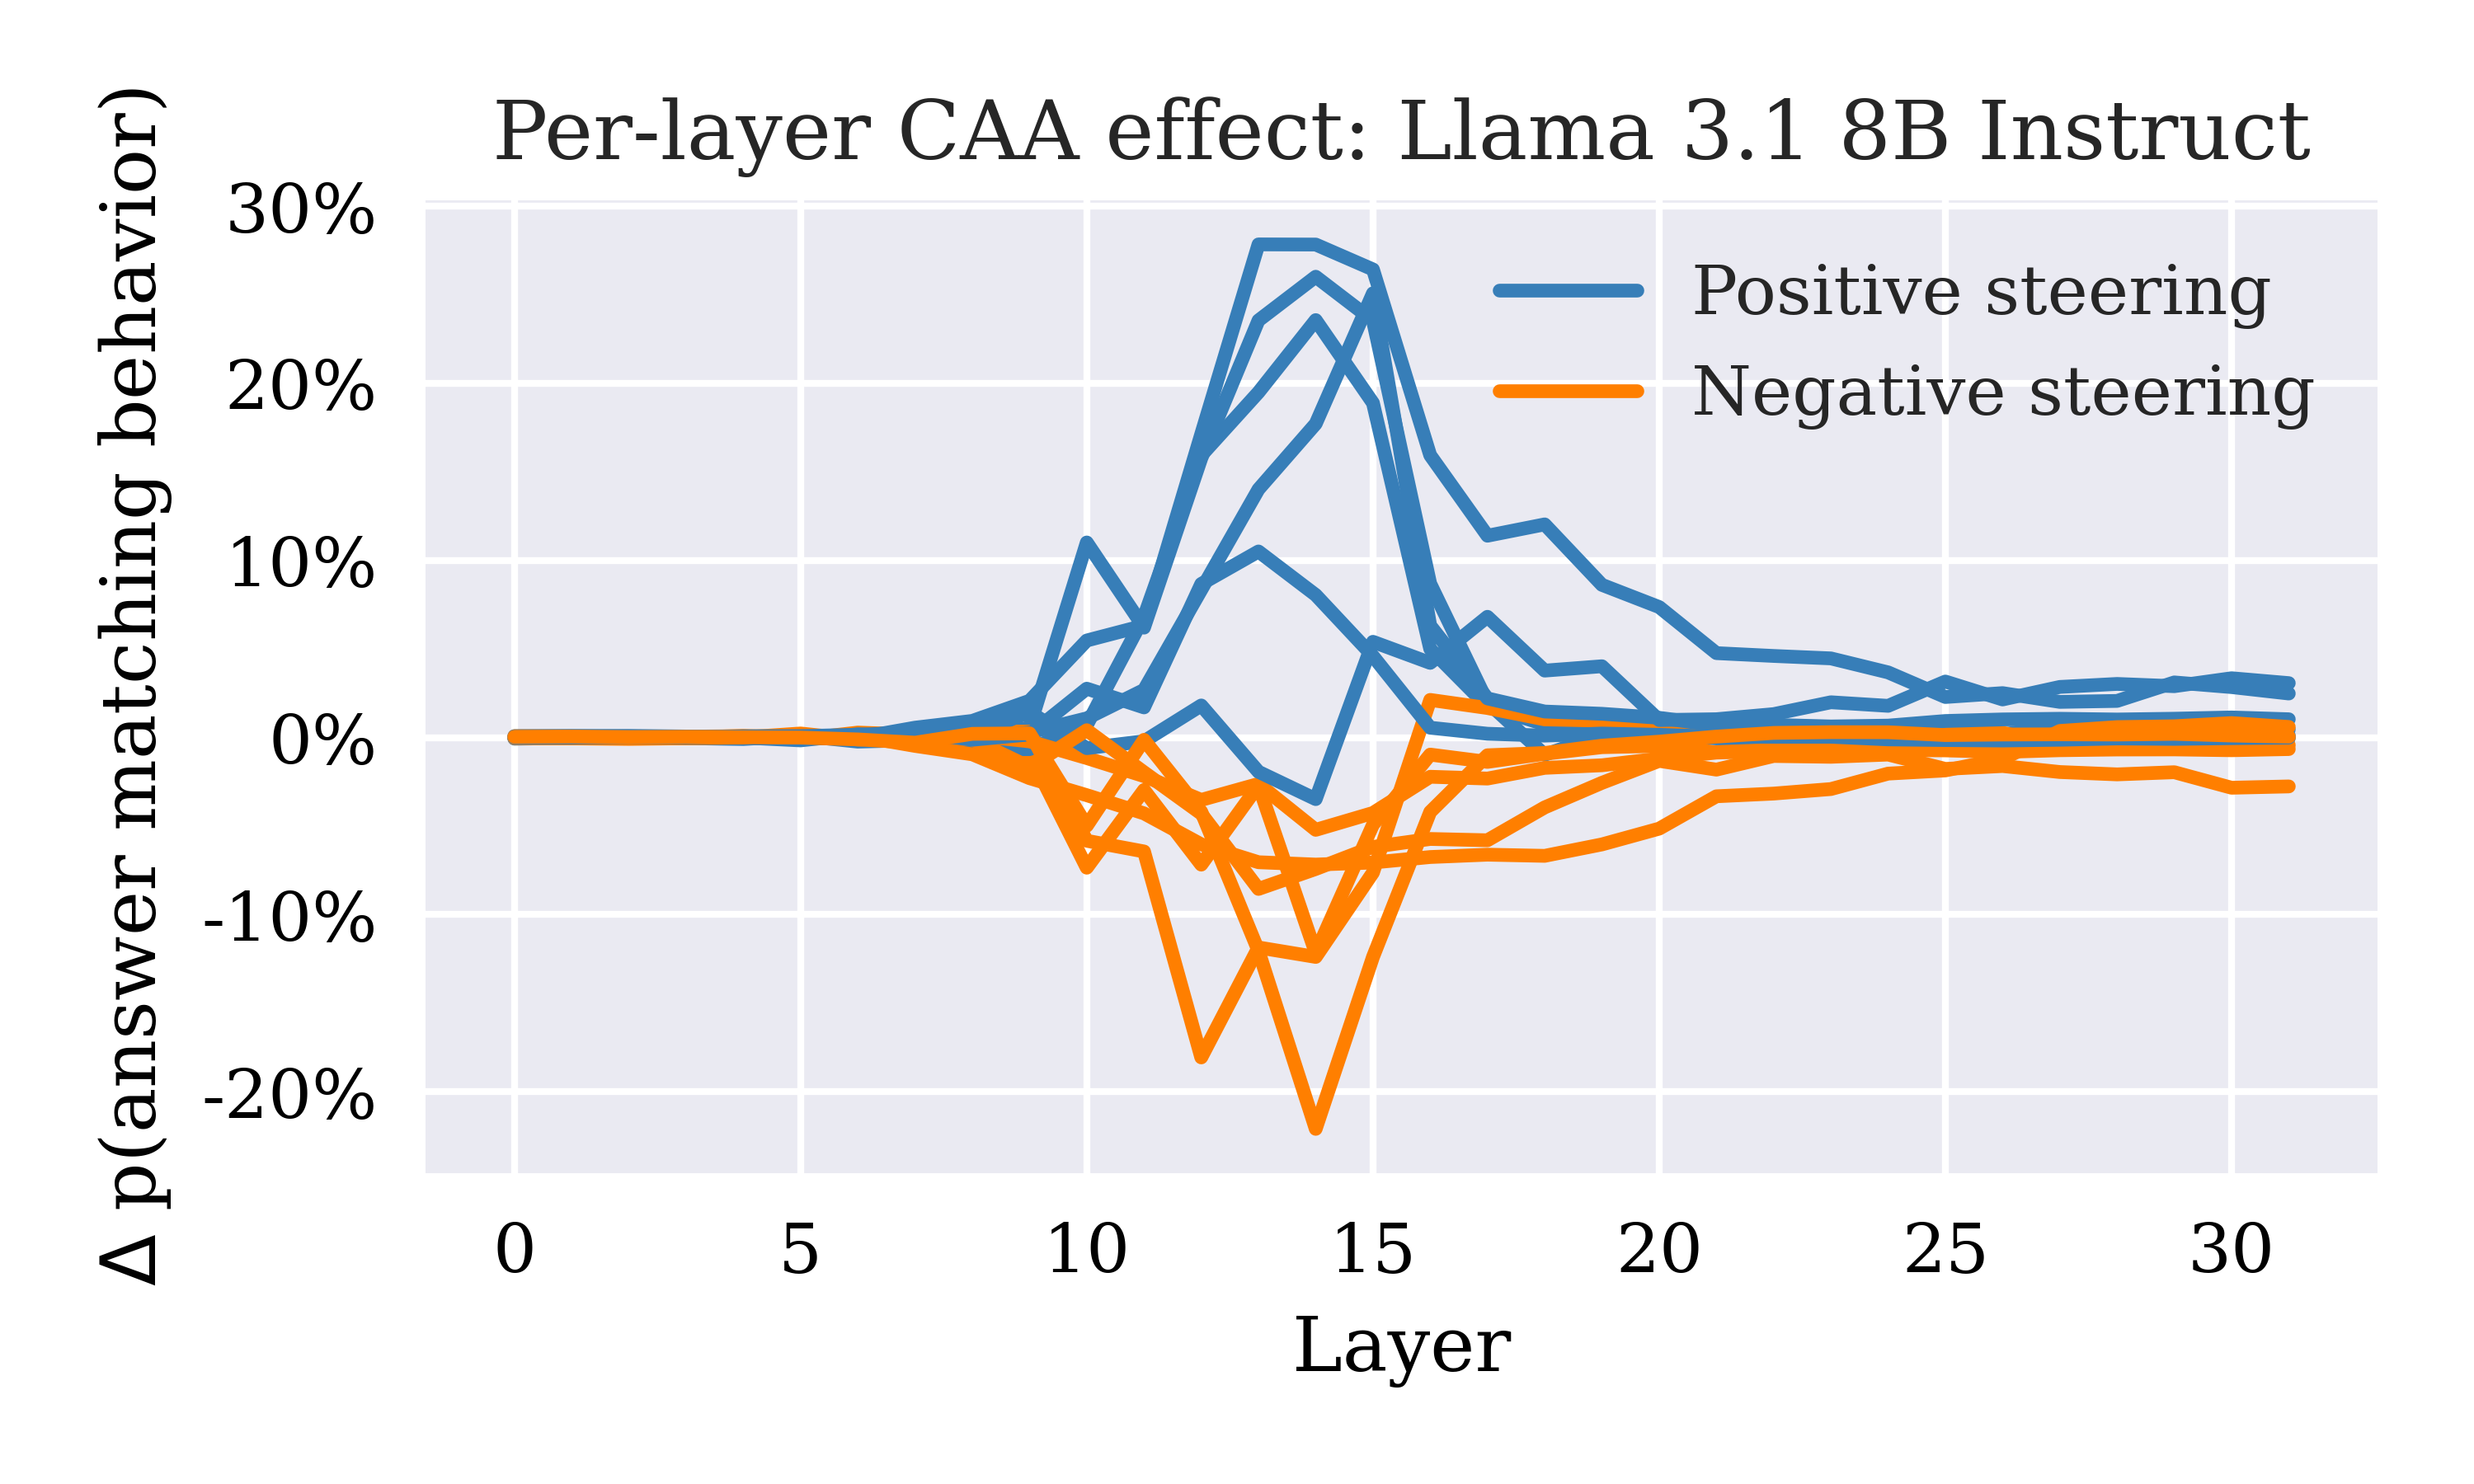 Per-layer CAA effect: Llama 3.1 8B Instruct
Δ p(answer matching behavior)
30%
20%
10%
0%
-10%
-20%
Positive steering
Negative steering
0 5 10 15 20 25 30
Layer